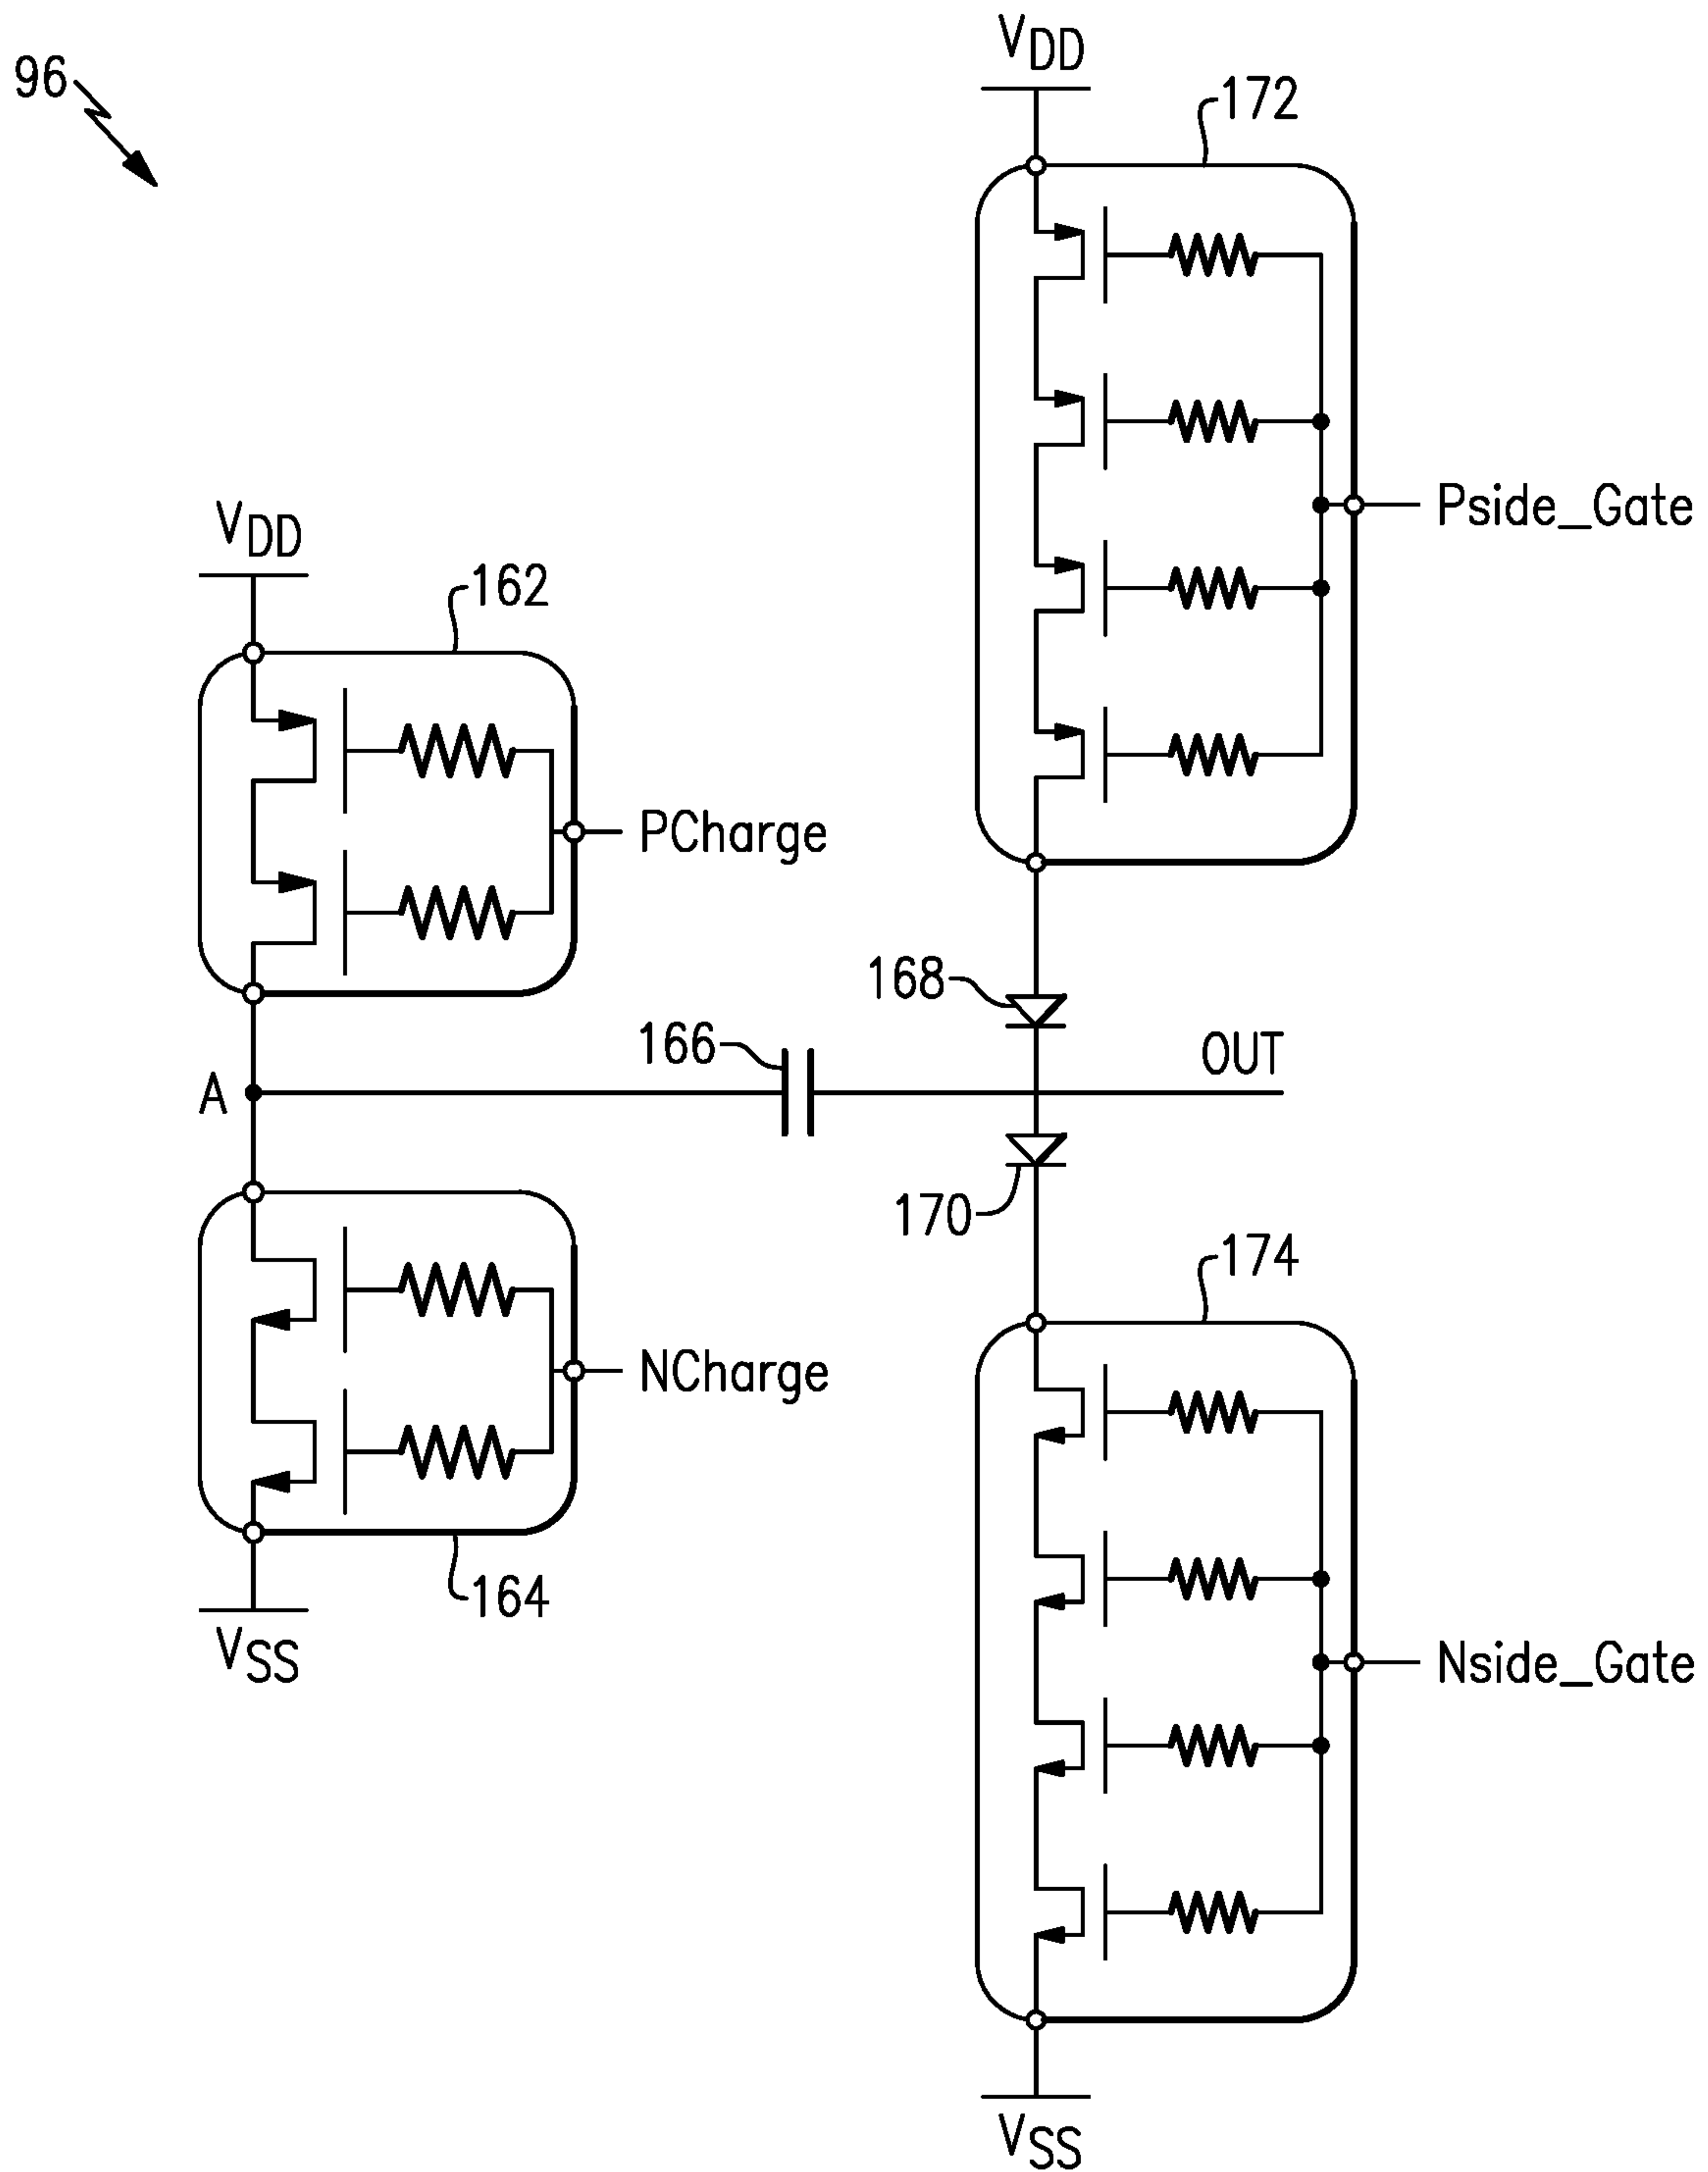 96
VDD
172
Pside_Gate
VDD
162
PCharge
168
166
OUT
A
170
174
NCharge
164
VSS
Nside_Gate
VSS